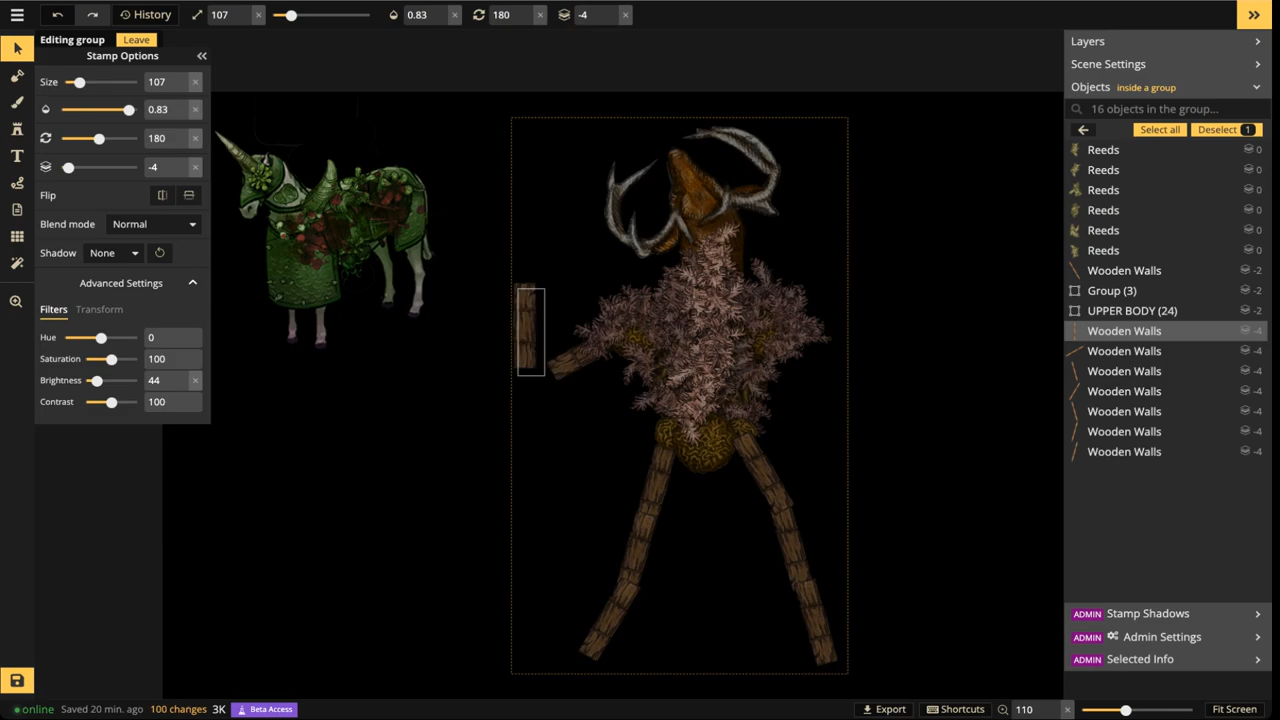 History 107 × 0.83 × 180 × -4 ×
Editing group Leave
Stamp Options
Size 107 ×
0.83 ×
180 ×
-4 ×
Flip
Blend mode Normal
Shadow None
Advanced Settings
Filters Transform
Hue 0
Saturation 100
Brightness 44 ×
Contrast 100
Layers
Scene Settings
Objects inside a group
16 objects in the group...
Select all Deselect 1
Reeds 0
Reeds 0
Reeds 0
Reeds 0
Reeds 0
Reeds 0
Wooden Walls -2
Group (3) -2
UPPER BODY (24) -2
Wooden Walls -4
Wooden Walls -4
Wooden Walls -4
Wooden Walls -4
Wooden Walls -4
Wooden Walls -4
Wooden Walls -4
ADMIN Stamp Shadows
ADMIN Admin Settings
ADMIN Selected Info
online Saved 20 min. ago 100 changes 3K Beta Access Export Shortcuts 110 × Fit Screen